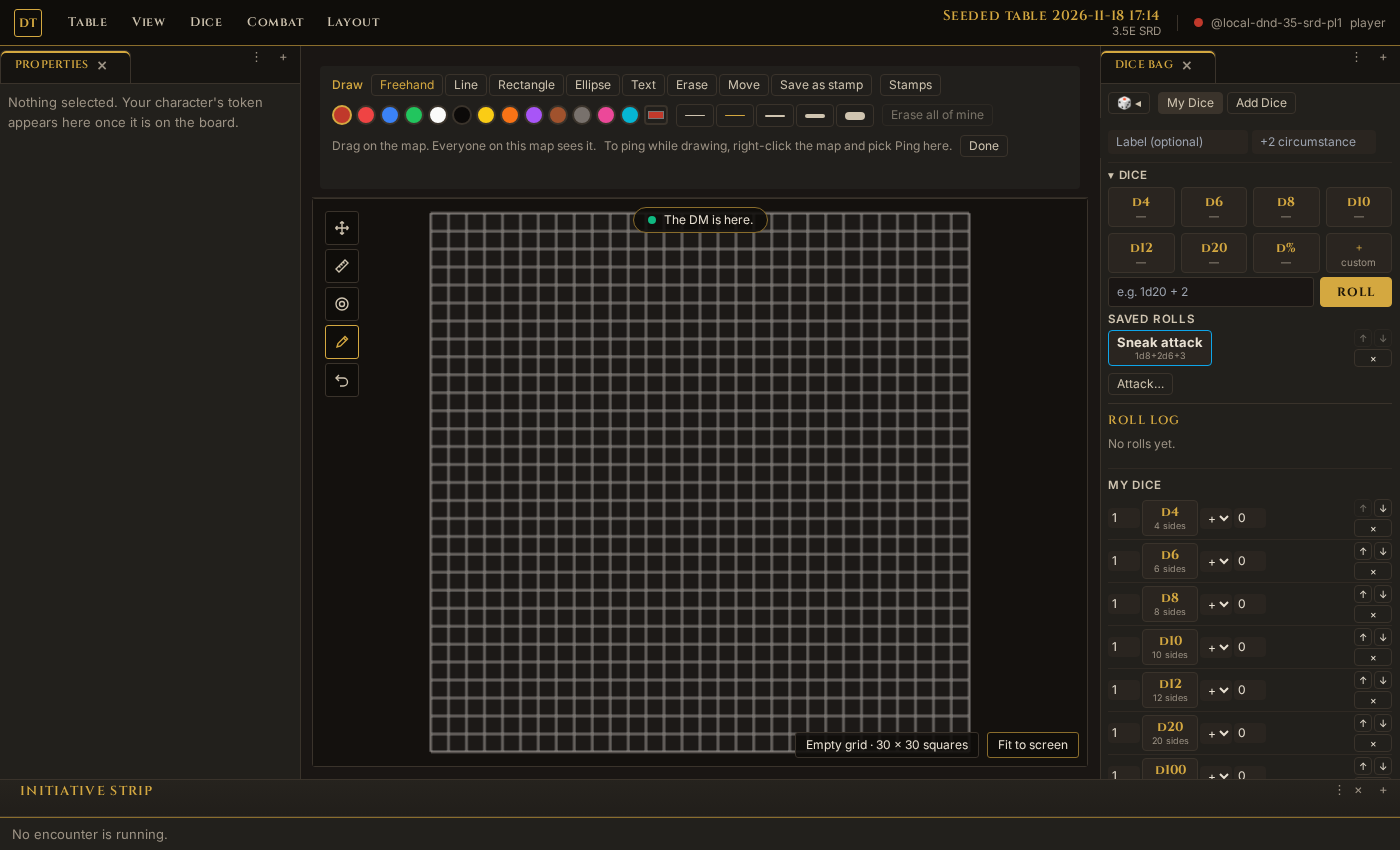 DT Table View Dice Combat Layout
Seeded table 2026-11-18 17:14
3.5E SRD
@local-dnd-35-srd-pl1 player
Properties ×
Nothing selected. Your character's token
appears here once it is on the board.
Draw Freehand Line Rectangle Ellipse Text Erase Move Save as stamp Stamps
Erase all of mine
Drag on the map. Everyone on this map sees it. To ping while drawing, right-click the map and pick Ping here. Done
The DM is here.
Empty grid · 30 × 30 squares Fit to screen
Dice Bag ×
My Dice Add Dice
Label (optional) +2 circumstance
▾ DICE
D4 D6 D8 D10
— — — —
D12 D20 D% +
— — — custom
e.g. 1d20 + 2 ROLL
SAVED ROLLS
Sneak attack
1d8+2d6+3
Attack...
ROLL LOG
No rolls yet.
MY DICE
1 D4 + 0
4 sides
1 D6 + 0
6 sides
1 D8 + 0
8 sides
1 D10 + 0
10 sides
1 D12 + 0
12 sides
1 D20 + 0
20 sides
1 D100 + 0
Initiative Strip
No encounter is running.